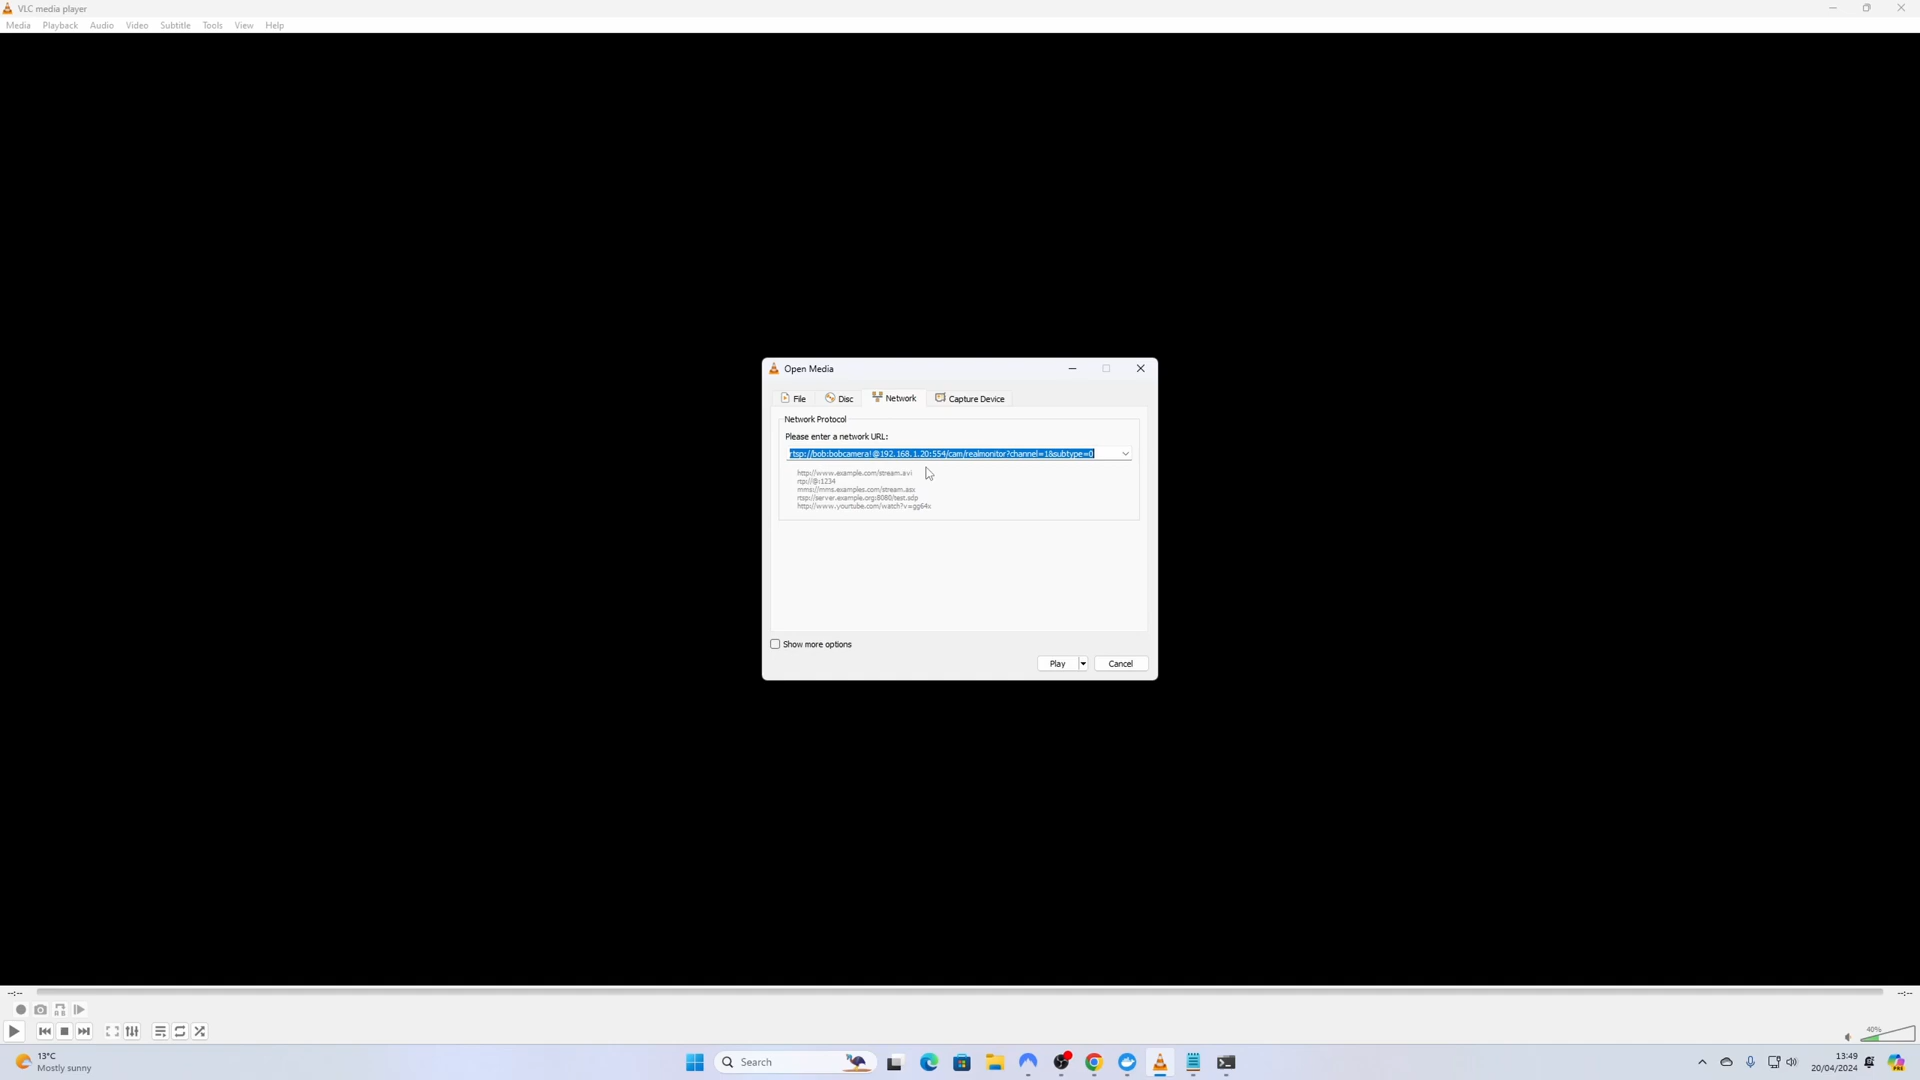 VLC media player
Media Playback Audio Video Subtitle Tools View Help
Open Media
File Disc Network Capture Device
Network Protocol
Please enter a network URL:
rtsp://bob:bobcamera!@192.168.1.20:554/cam/realmonitor?channel=1&subtype=0
http://www.example.com/stream.avi
rtp://@:1234
mms://mms.examples.com/stream.asx
rtsp://server.example.org:8080/test.sdp
http://www.yourtube.com/watch?v=gg64x
Show more options
Play Cancel
--:-- --:--
40%
13°C
Mostly sunny
Search
13:49
20/04/2024
PRE